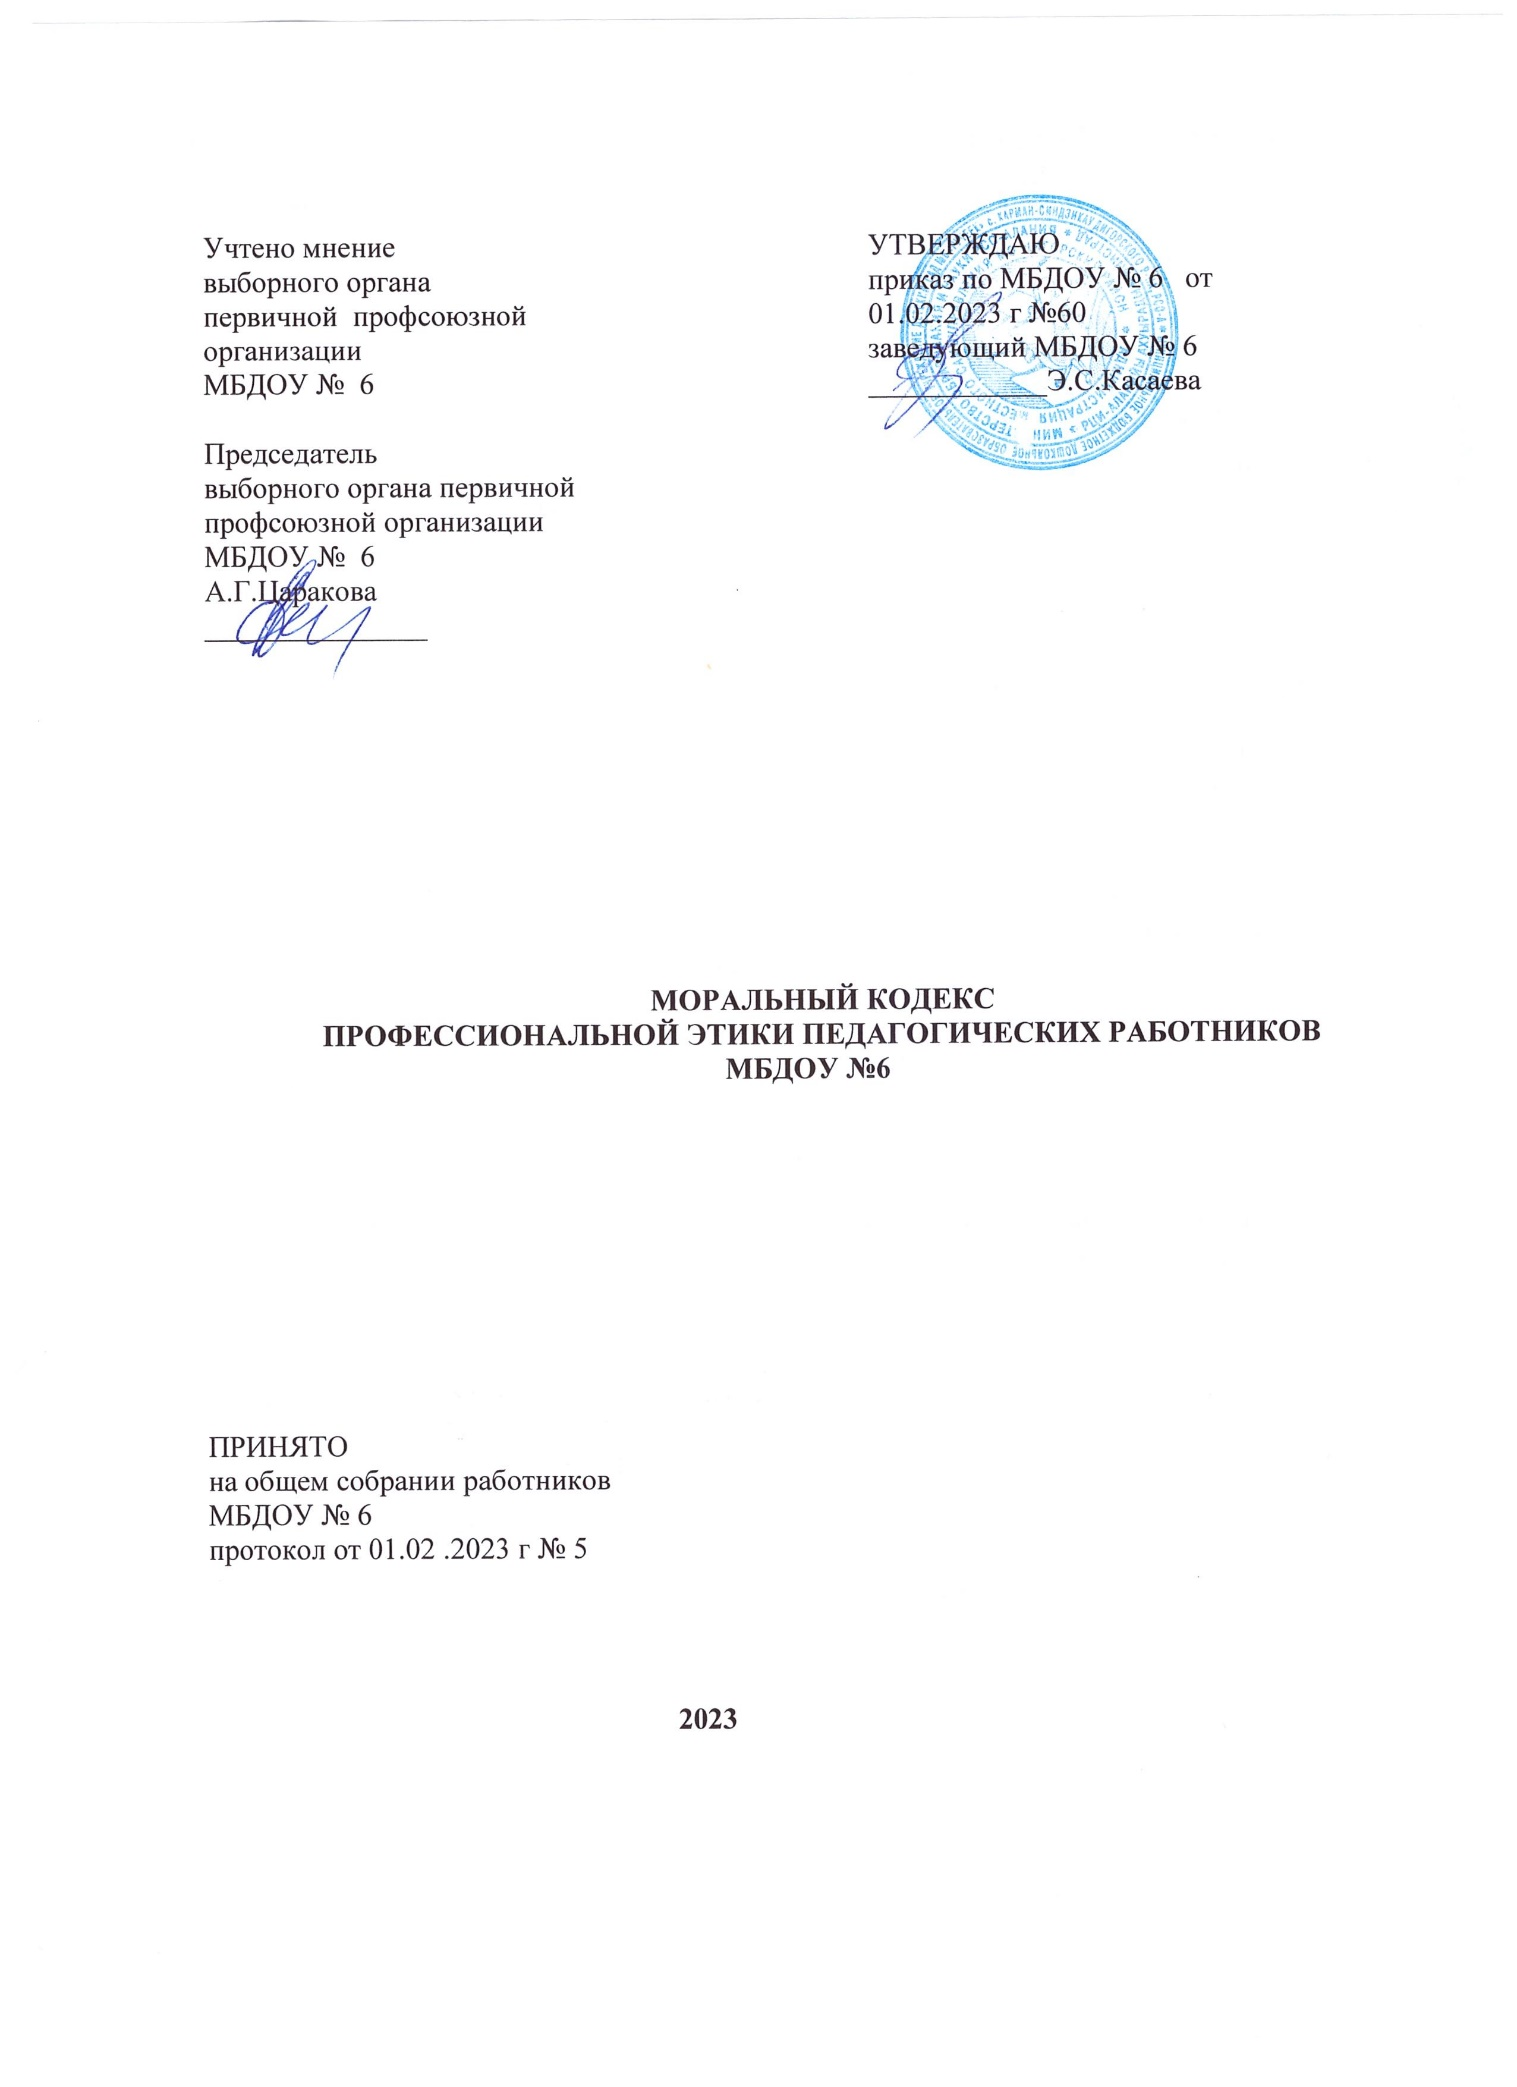 Учтено мнение
выборного органа
первичной профсоюзной
организации
МБДОУ № 6
Председатель
выборного органа первичной
профсоюзной организации
МБДОУ № 6
А.Г.Царакова
УТВЕРЖДАЮ
приказ по МБДОУ № 6 от
01.02.2023 г №60
заведующий МБДОУ № 6
Э.С.Касаева
МОРАЛЬНЫЙ КОДЕКС
ПРОФЕССИОНАЛЬНОЙ ЭТИКИ ПЕДАГОГИЧЕСКИХ РАБОТНИКОВ
МБДОУ №6
ПРИНЯТО
на общем собрании работников
МБДОУ № 6
протокол от 01.02 .2023 г № 5
2023